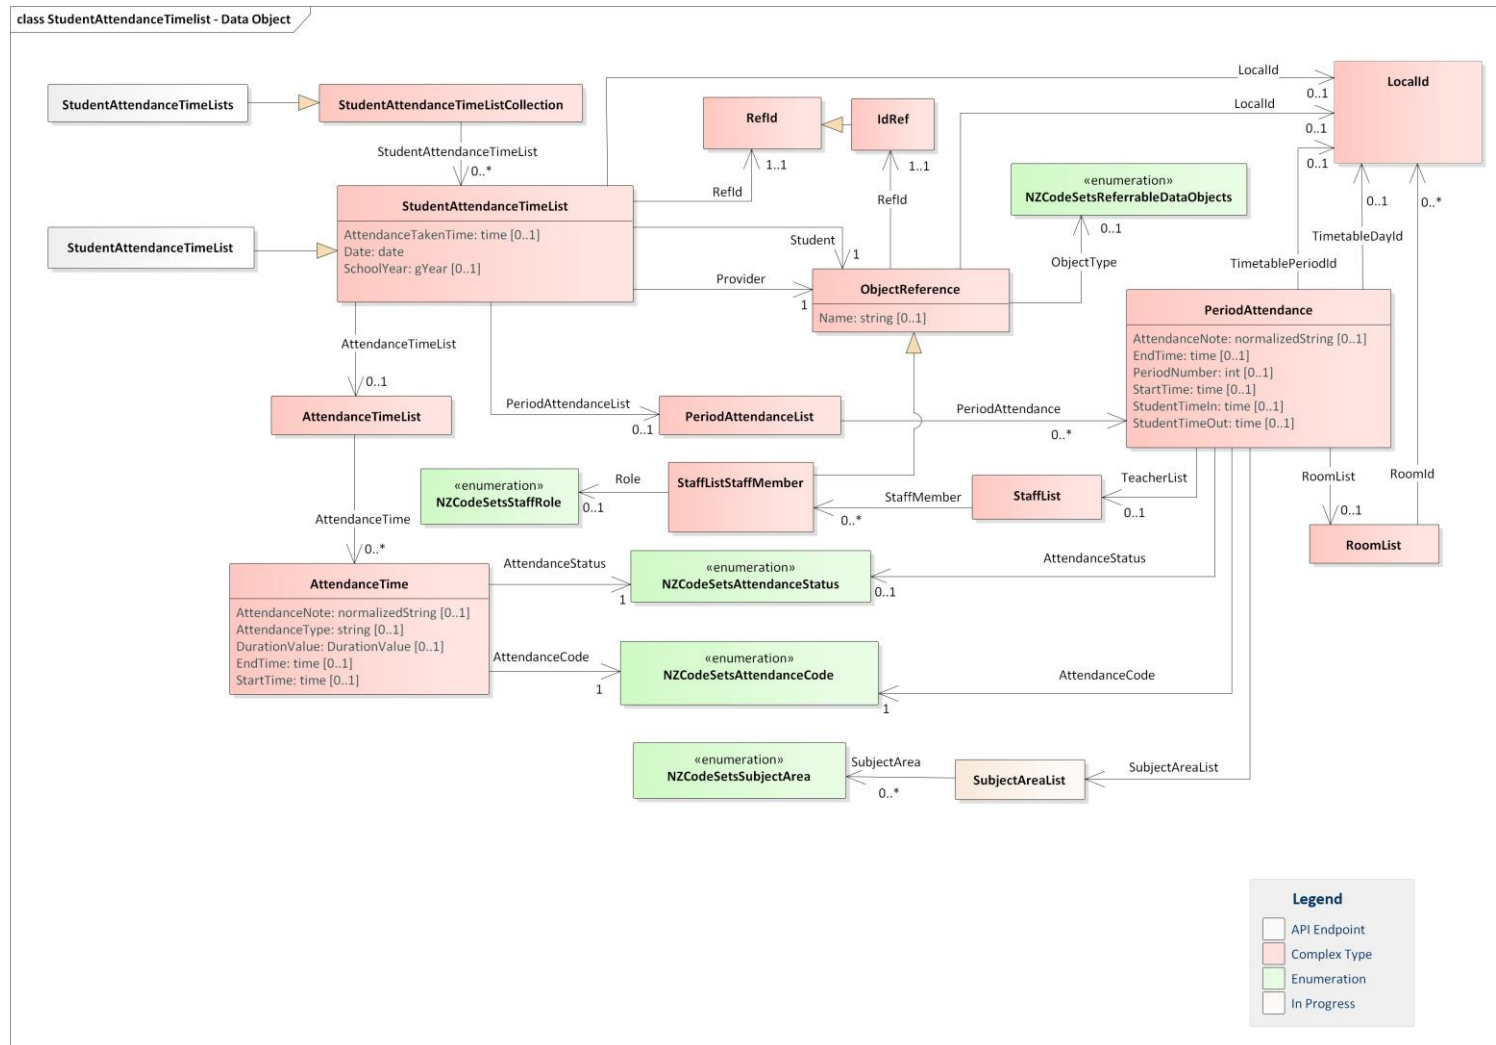 class StudentAttendanceTimelist - Data Object
StudentAttendanceTimeLists
StudentAttendanceTimeListCollection
StudentAttendanceTimeList
0..*
RefId
IdRef
LocalId
0..1
LocalId
0..1
LocalId
0..1
1..1
RefId
1..1
RefId
«enumeration»
NZCodeSetsReferrableDataObjects
0..1
ObjectType
0..1
TimetableDayId
TimetablePeriodId
0..*
StudentAttendanceTimeList
StudentAttendanceTimeList
AttendanceTakenTime: time [0..1]
Date: date
SchoolYear: gYear [0..1]
Student
1
Provider
1
ObjectReference
Name: string [0..1]
PeriodAttendance
AttendanceNote: normalizedString [0..1]
EndTime: time [0..1]
PeriodNumber: int [0..1]
StartTime: time [0..1]
StudentTimeIn: time [0..1]
StudentTimeOut: time [0..1]
AttendanceTimeList
0..1
AttendanceTimeList
PeriodAttendanceList
0..1
PeriodAttendanceList
PeriodAttendance
0..*
«enumeration»
NZCodeSetsStaffRole
Role
0..1
StaffListStaffMember
StaffMember
0..*
StaffList
TeacherList
0..1
RoomList
0..1
RoomId
RoomList
AttendanceTime
0..*
AttendanceTime
AttendanceNote: normalizedString [0..1]
AttendanceType: string [0..1]
DurationValue: DurationValue [0..1]
EndTime: time [0..1]
StartTime: time [0..1]
AttendanceStatus
1
«enumeration»
NZCodeSetsAttendanceStatus
AttendanceStatus
0..1
AttendanceCode
1
«enumeration»
NZCodeSetsAttendanceCode
AttendanceCode
1
«enumeration»
NZCodeSetsSubjectArea
SubjectArea
0..*
SubjectAreaList
SubjectAreaList
Legend
API Endpoint
Complex Type
Enumeration
In Progress